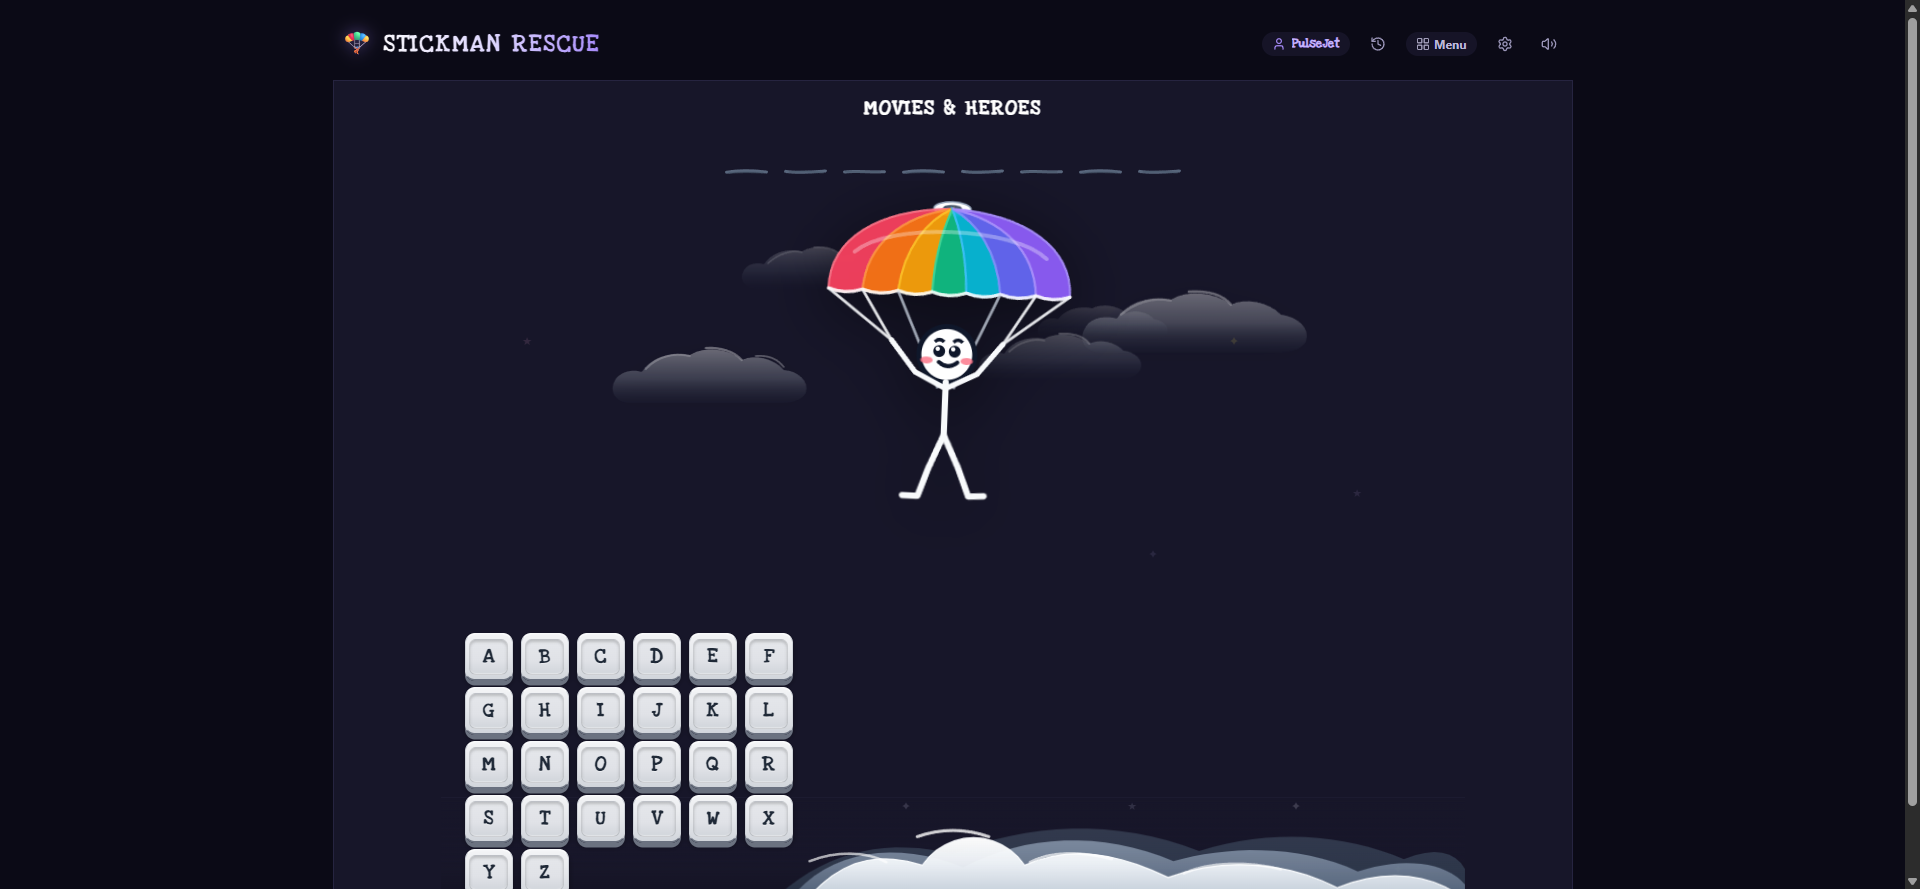 STICKMAN RESCUE
PulseJet
Menu
MOVIES & HEROES
A B C D E F
G H I J K L
M N O P Q R
S T U V W X
Y Z